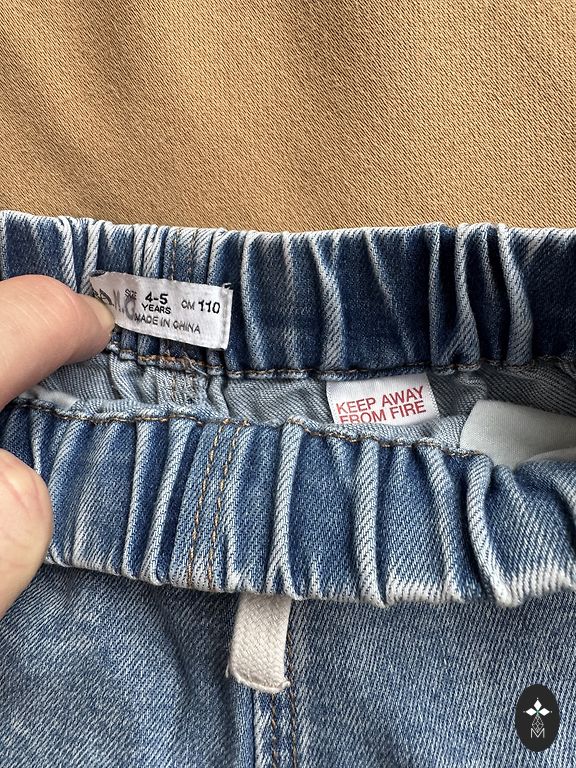 SIZE 4-5 YEARS CM 110
MADE IN CHINA
KEEP AWAY
FROM FIRE
M